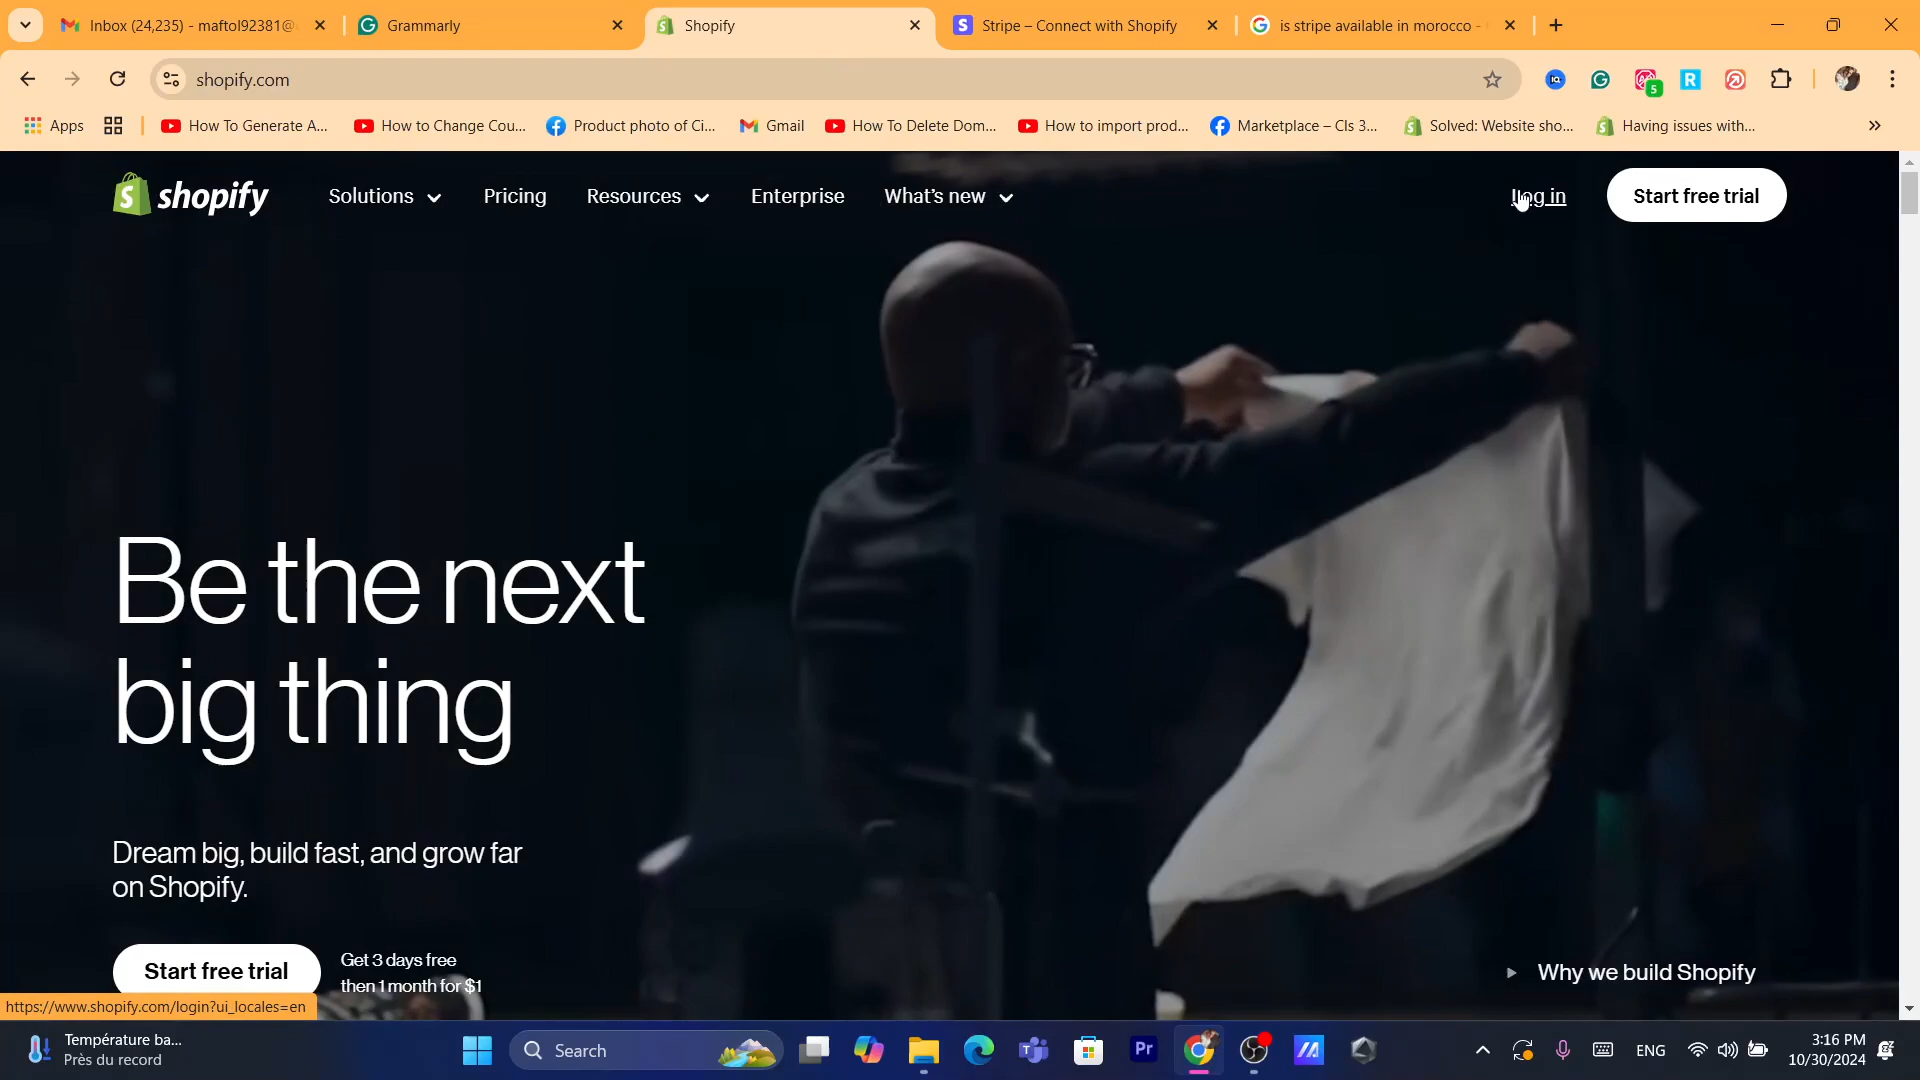 Inbox (24,235) - maftol92381@
Grammarly
Shopify
Stripe – Connect with Shopify
is stripe available in morocco -
shopify.com
Apps
How To Generate A...
How to Change Cou...
Product photo of Ci...
Gmail
How To Delete Dom...
How to import prod...
Marketplace – Cls 3...
Solved: Website sho...
Having issues with...
shopify
Solutions
Pricing
Resources
Enterprise
What's new
Log in
Start free trial
Be the next
big thing
Dream big, build fast, and grow far
on Shopify.
Start free trial
Get 3 days free
then 1 month for $1
Why we build Shopify
https://www.shopify.com/login?ui_locales=en
Température ba...
Près du record
Search
ENG
3:16 PM
10/30/2024